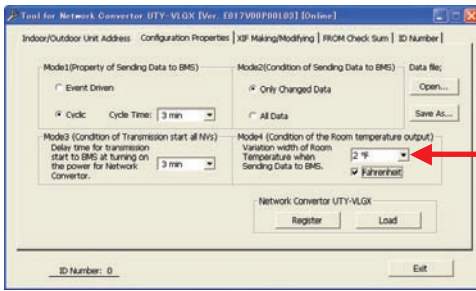 Tool for Network Convertor UTY-VLGX [Ver. E017V00P00L03] [Online]
Indoor/Outdoor Unit Address Configuration Properties XIF Making/Modifying FROM Check Sum ID Number
Mode1(Property of Sending Data to BMS)
Event Driven
Cyclic Cycle Time: 3 min
Mode2(Condition of Sending Data to BMS)
Only Changed Data
All Data
Data file;
Open...
Save As...
Mode3 (Condition of Transmission start all NVs)
Delay time for transmission
start to BMS at turning on
the power for Network
Convertor.
3 min
Mode4 (Condition of the Room temperature output)
Variation width of Room
Temperature when
Sending Data to BMS.
2 °F
Fahrenheit
Network Convertor UTY-VLGX
Register Load
ID Number: 0
Exit